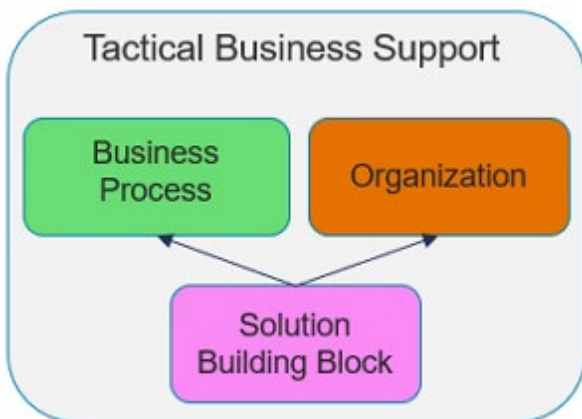 Tactical Business Support
Business
Process
Organization
Solution
Building Block